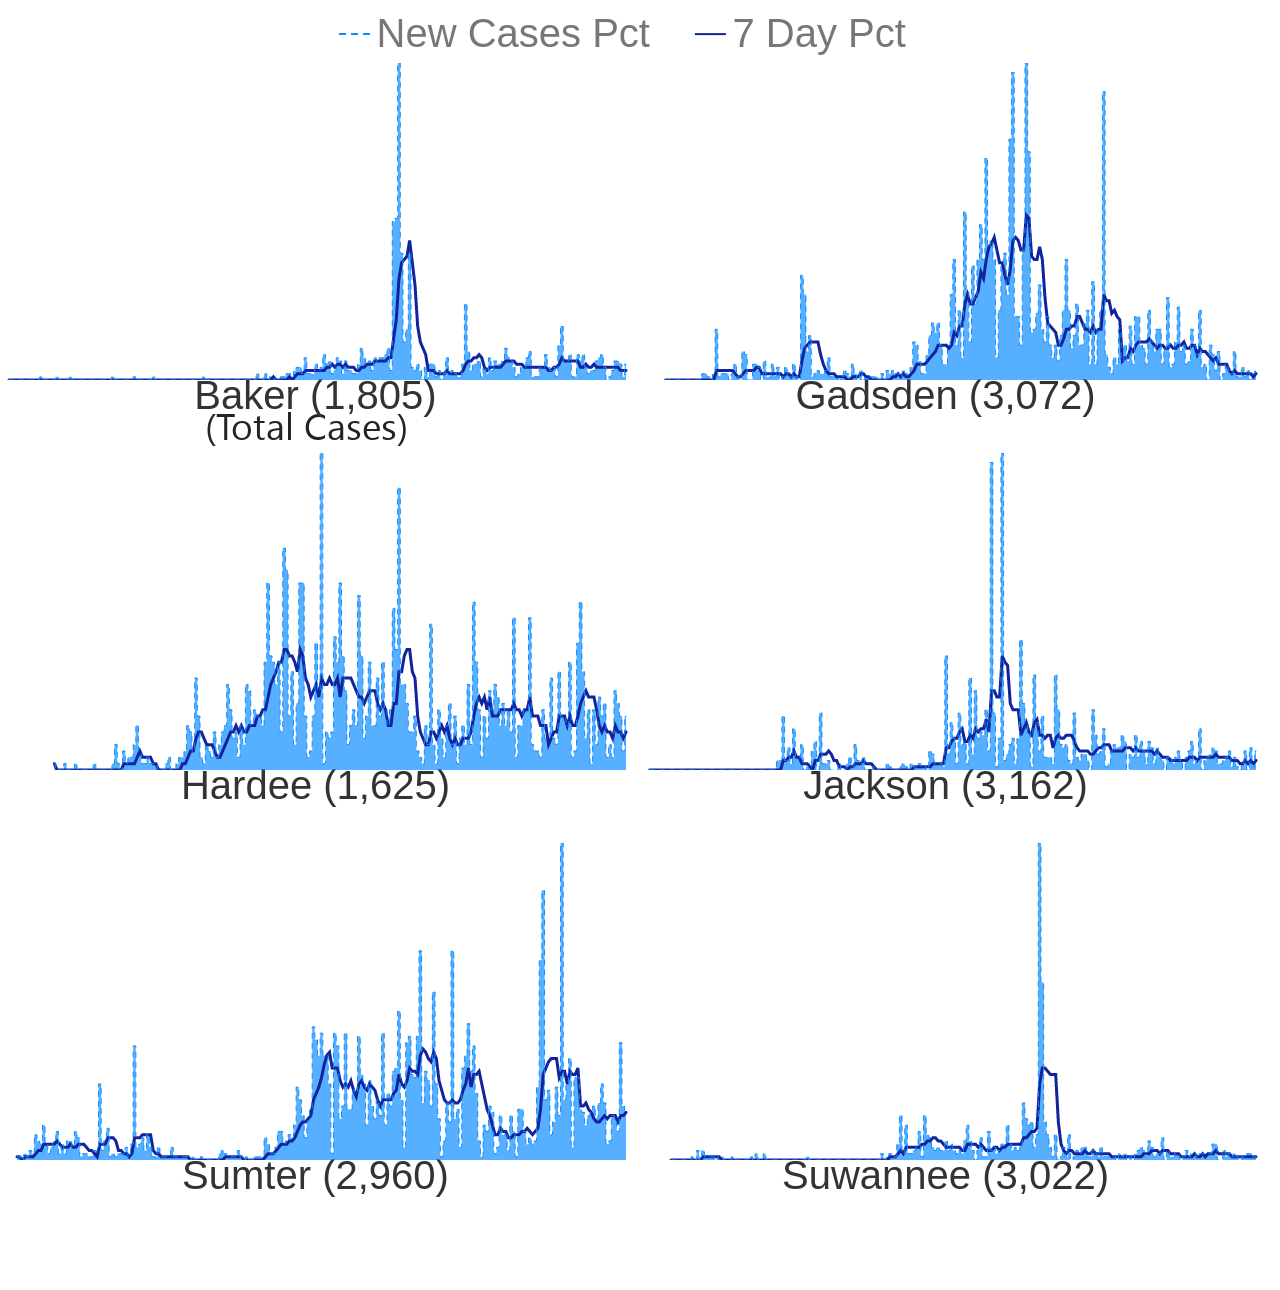 New Cases Pct 7 Day Pct
Baker (1,805) Gadsden (3,072)
(Total Cases)
Hardee (1,625) Jackson (3,162)
Sumter (2,960) Suwannee (3,022)